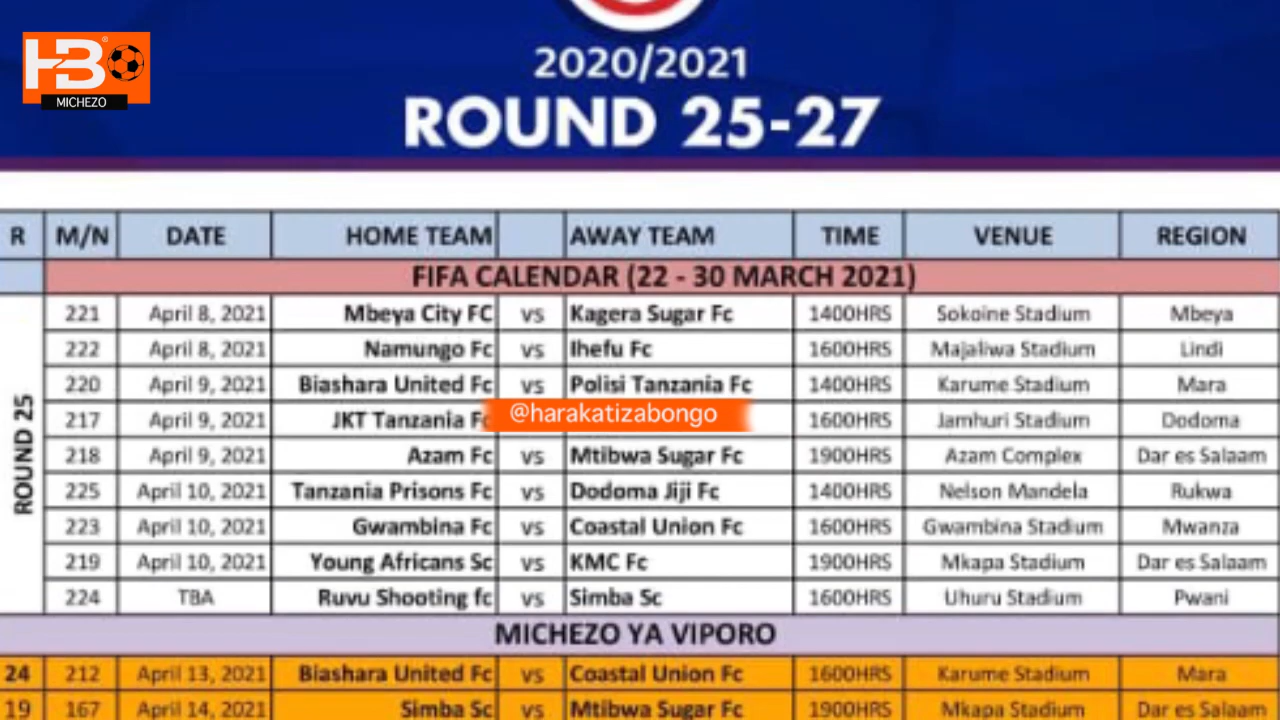 HBO
MICHEZO
2020/2021
ROUND 25-27
R M/N DATE HOME TEAM AWAY TEAM TIME VENUE REGION
FIFA CALENDAR (22 - 30 MARCH 2021)
ROUND 25
221 April 8, 2021 Mbeya City FC vs Kagera Sugar Fc 1400HRS Sokoine Stadium Mbeya
222 April 8, 2021 Namungo Fc vs Ihefu Fc 1600HRS Majaliwa Stadium Lindi
220 April 9, 2021 Biashara United Fc vs Polisi Tanzania Fc 1400HRS Karume Stadium Mara
217 April 9, 2021 JKT Tanzania Fc @harakatizabongo 1600HRS Jamhuri Stadium Dodoma
218 April 9, 2021 Azam Fc vs Mtibwa Sugar Fc 1900HRS Azam Complex Dar es Salaam
225 April 10, 2021 Tanzania Prisons Fc vs Dodoma Jiji Fc 1400HRS Nelson Mandela Rukwa
223 April 10, 2021 Gwambina Fc vs Coastal Union Fc 1600HRS Gwambina Stadium Mwanza
219 April 10, 2021 Young Africans Sc vs KMC Fc 1900HRS Mkapa Stadium Dar es Salaam
224 TBA Ruvu Shooting fc vs Simba Sc 1600HRS Uhuru Stadium Pwani
MICHEZO YA VIPORO
24 212 April 13, 2021 Biashara United Fc vs Coastal Union Fc 1600HRS Karume Stadium Mara
19 167 April 14, 2021 Simba Sc vs Mtibwa Sugar Fc 1900HRS Mkapa Stadium Dar es Salaam